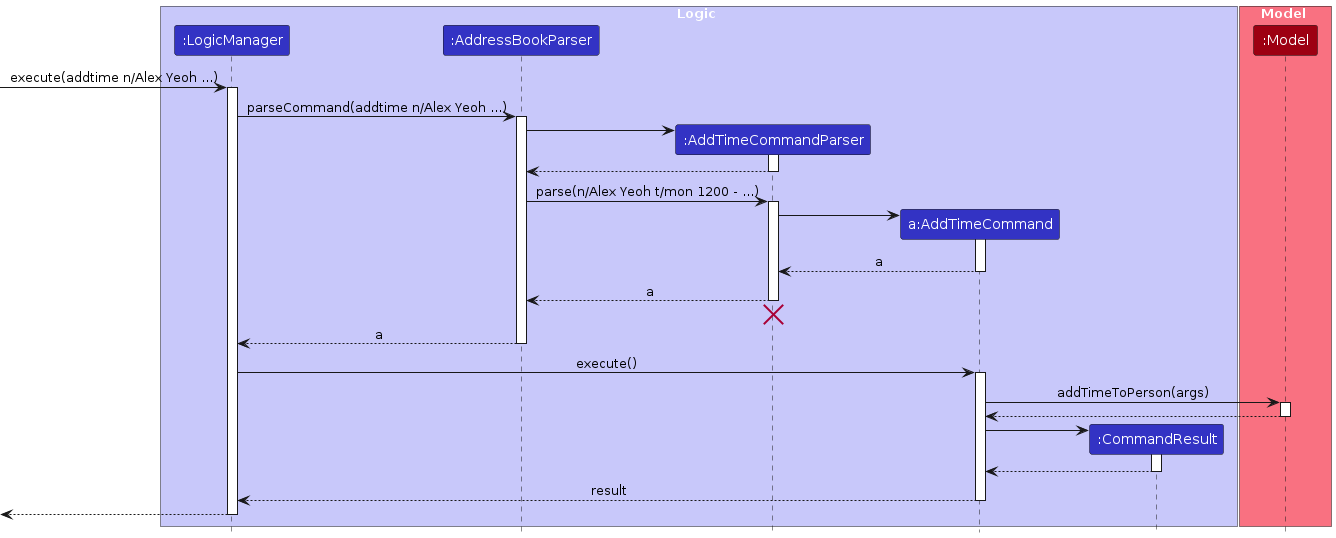 Logic
Model
:LogicManager
:AddressBookParser
:Model
execute(addtime n/Alex Yeoh ...)
parseCommand(addtime n/Alex Yeoh ...)
:AddTimeCommandParser
parse(n/Alex Yeoh t/mon 1200 - ...)
a:AddTimeCommand
a
a
a
execute()
addTimeToPerson(args)
:CommandResult
result